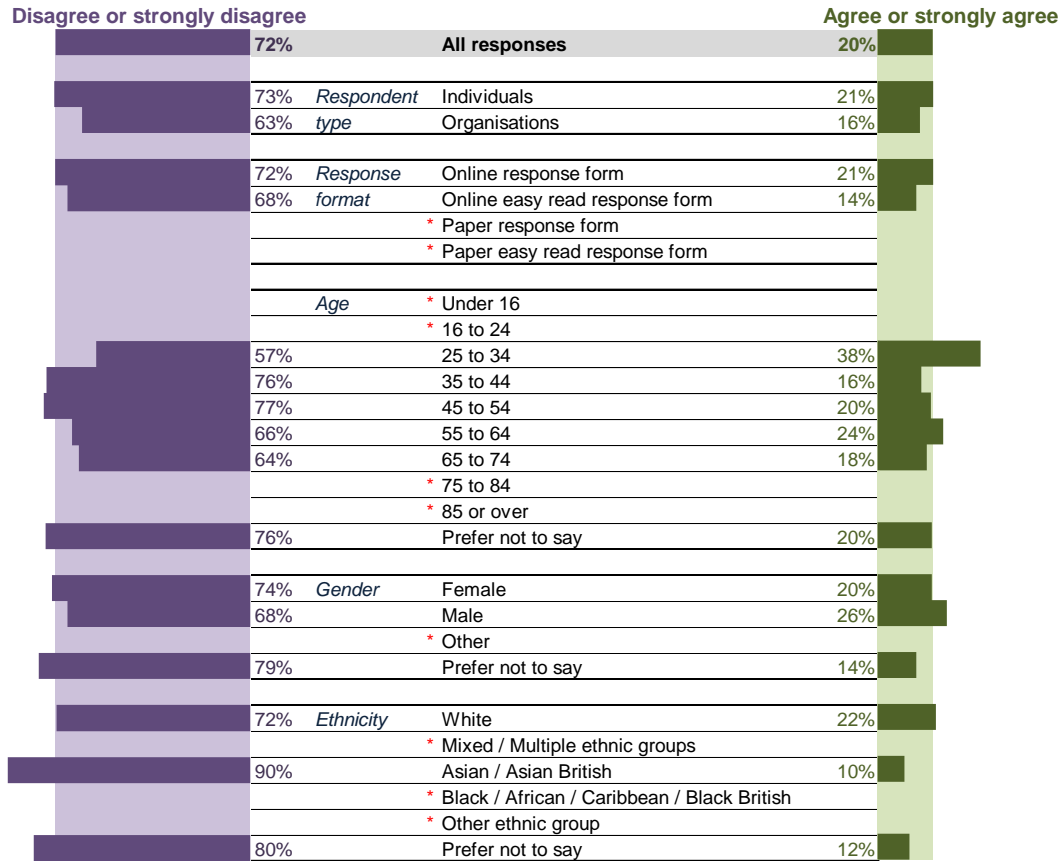 Disagree or strongly disagree Agree or strongly agree
72% All responses 20%
73% Respondent Individuals 21%
63% type Organisations 16%
72% Response Online response form 21%
68% format Online easy read response form 14%
* Paper response form
* Paper easy read response form
Age * Under 16
* 16 to 24
57% 25 to 34 38%
76% 35 to 44 16%
77% 45 to 54 20%
66% 55 to 64 24%
64% 65 to 74 18%
* 75 to 84
* 85 or over
76% Prefer not to say 20%
74% Gender Female 20%
68% Male 26%
* Other
79% Prefer not to say 14%
72% Ethnicity White 22%
* Mixed / Multiple ethnic groups
90% Asian / Asian British 10%
* Black / African / Caribbean / Black British
* Other ethnic group
80% Prefer not to say 12%